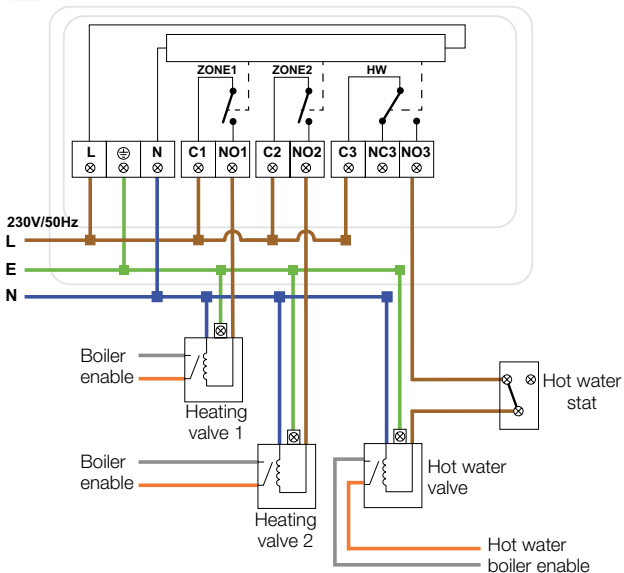 ZONE1 ZONE2 HW
L N C1 NO1 C2 NO2 C3 NC3 NO3
230V/50Hz
L
E
N
Boiler
enable
Heating
valve 1
Hot water
stat
Boiler
enable
Heating
valve 2
Hot water
valve
Hot water
boiler enable